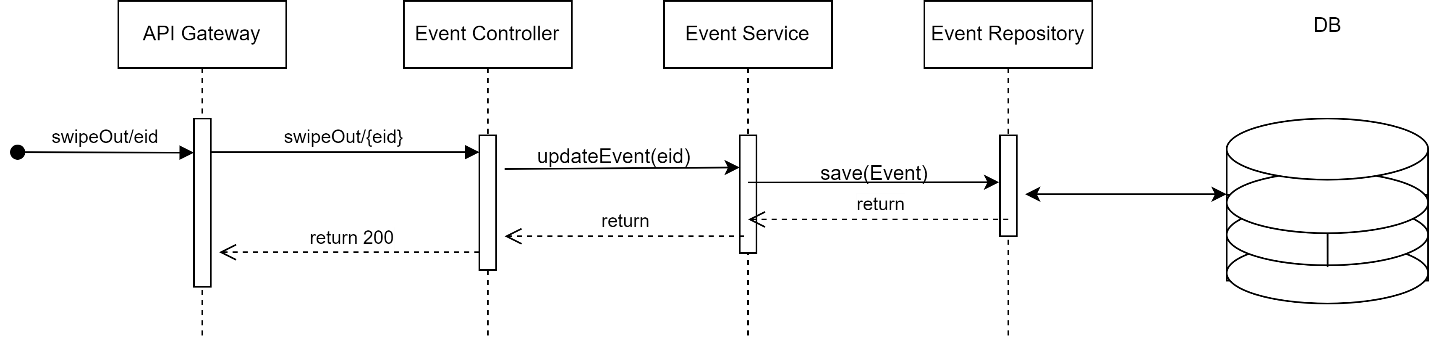 API Gateway
Event Controller
Event Service
Event Repository
DB
swipeOut/eid
swipeOut/{eid}
updateEvent(eid)
save(Event)
return
return
return 200